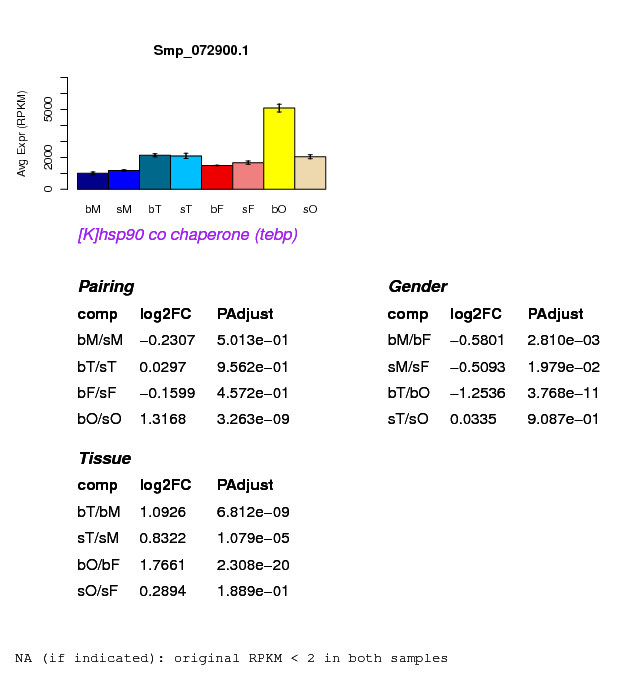 Smp_072900.1
Avg Expr (RPKM)
0 2000 5000
bM sM bT sT bF sF bO sO
[K]hsp90 co chaperone (tebp)
Pairing
comp log2FC PAdjust
bM/sM −0.2307 5.013e−01
bT/sT 0.0297 9.562e−01
bF/sF −0.1599 4.572e−01
bO/sO 1.3168 3.263e−09
Gender
comp log2FC PAdjust
bM/bF −0.5801 2.810e−03
sM/sF −0.5093 1.979e−02
bT/bO −1.2536 3.768e−11
sT/sO 0.0335 9.087e−01
Tissue
comp log2FC PAdjust
bT/bM 1.0926 6.812e−09
sT/sM 0.8322 1.079e−05
bO/bF 1.7661 2.308e−20
sO/sF 0.2894 1.889e−01
NA (if indicated): original RPKM < 2 in both samples